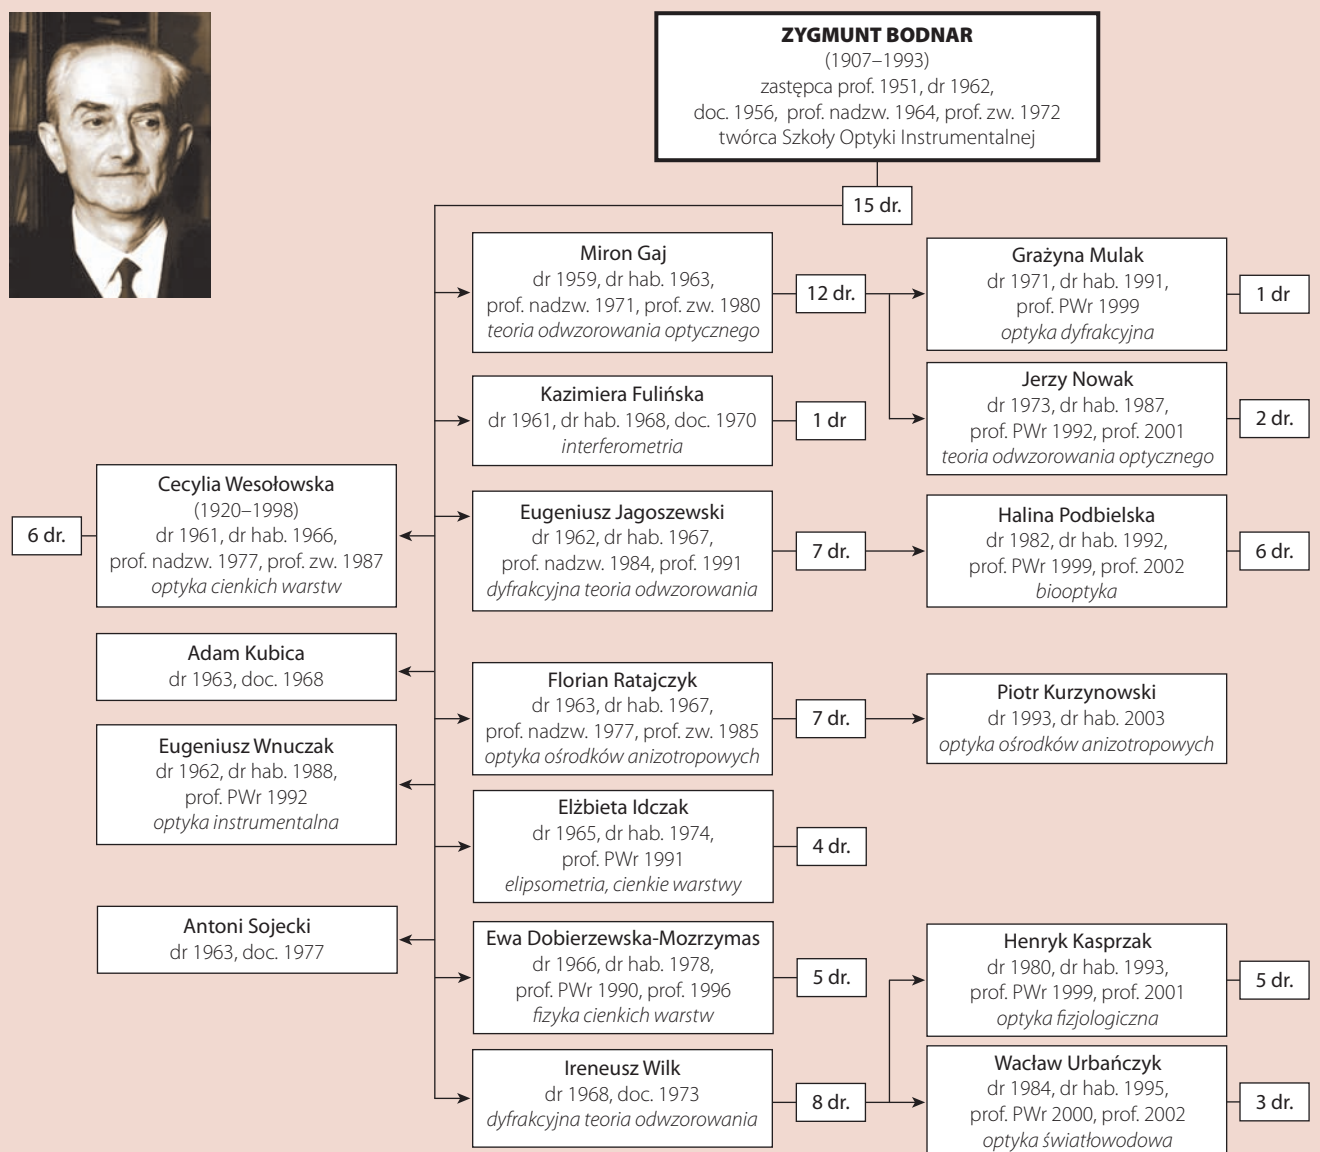 ZYGMUNT BODNAR
(1907–1993)
zastępca prof. 1951, dr 1962,
doc. 1956, prof. nadzw. 1964, prof. zw. 1972
twórca Szkoły Optyki Instrumentalnej
15 dr.
Miron Gaj
dr 1959, dr hab. 1963,
prof. nadzw. 1971, prof. zw. 1980
teoria odwzorowania optycznego
12 dr.
Grażyna Mulak
dr 1971, dr hab. 1991,
prof. PWr 1999
optyka dyfrakcyjna
1 dr
Jerzy Nowak
dr 1973, dr hab. 1987,
prof. PWr 1992, prof. 2001
teoria odwzorowania optycznego
2 dr.
Kazimiera Fulińska
dr 1961, dr hab. 1968, doc. 1970
interferometria
1 dr
Cecylia Wesołowska
(1920–1998)
dr 1961, dr hab. 1966,
prof. nadzw. 1977, prof. zw. 1987
optyka cienkich warstw
6 dr.
Eugeniusz Jagoszewski
dr 1962, dr hab. 1967,
prof. nadzw. 1984, prof. 1991
dyfrakcyjna teoria odwzorowania
7 dr.
Halina Podbielska
dr 1982, dr hab. 1992,
prof. PWr 1999, prof. 2002
biooptyka
6 dr.
Adam Kubica
dr 1963, doc. 1968
Florian Ratajczyk
dr 1963, dr hab. 1967,
prof. nadzw. 1977, prof. zw. 1985
optyka ośrodków anizotropowych
7 dr.
Piotr Kurzynowski
dr 1993, dr hab. 2003
optyka ośrodków anizotropowych
Eugeniusz Wnuczak
dr 1962, dr hab. 1988,
prof. PWr 1992
optyka instrumentalna
Elżbieta Idczak
dr 1965, dr hab. 1974,
prof. PWr 1991
elipsometria, cienkie warstwy
4 dr.
Antoni Sojecki
dr 1963, doc. 1977
Ewa Dobierzewska-Mozrzymas
dr 1966, dr hab. 1978,
prof. PWr 1990, prof. 1996
fizyka cienkich warstw
5 dr.
Henryk Kasprzak
dr 1980, dr hab. 1993,
prof. PWr 1999, prof. 2001
optyka fizjologiczna
5 dr.
Ireneusz Wilk
dr 1968, doc. 1973
dyfrakcyjna teoria odwzorowania
8 dr.
Wacław Urbańczyk
dr 1984, dr hab. 1995,
prof. PWr 2000, prof. 2002
optyka światłowodowa
3 dr.